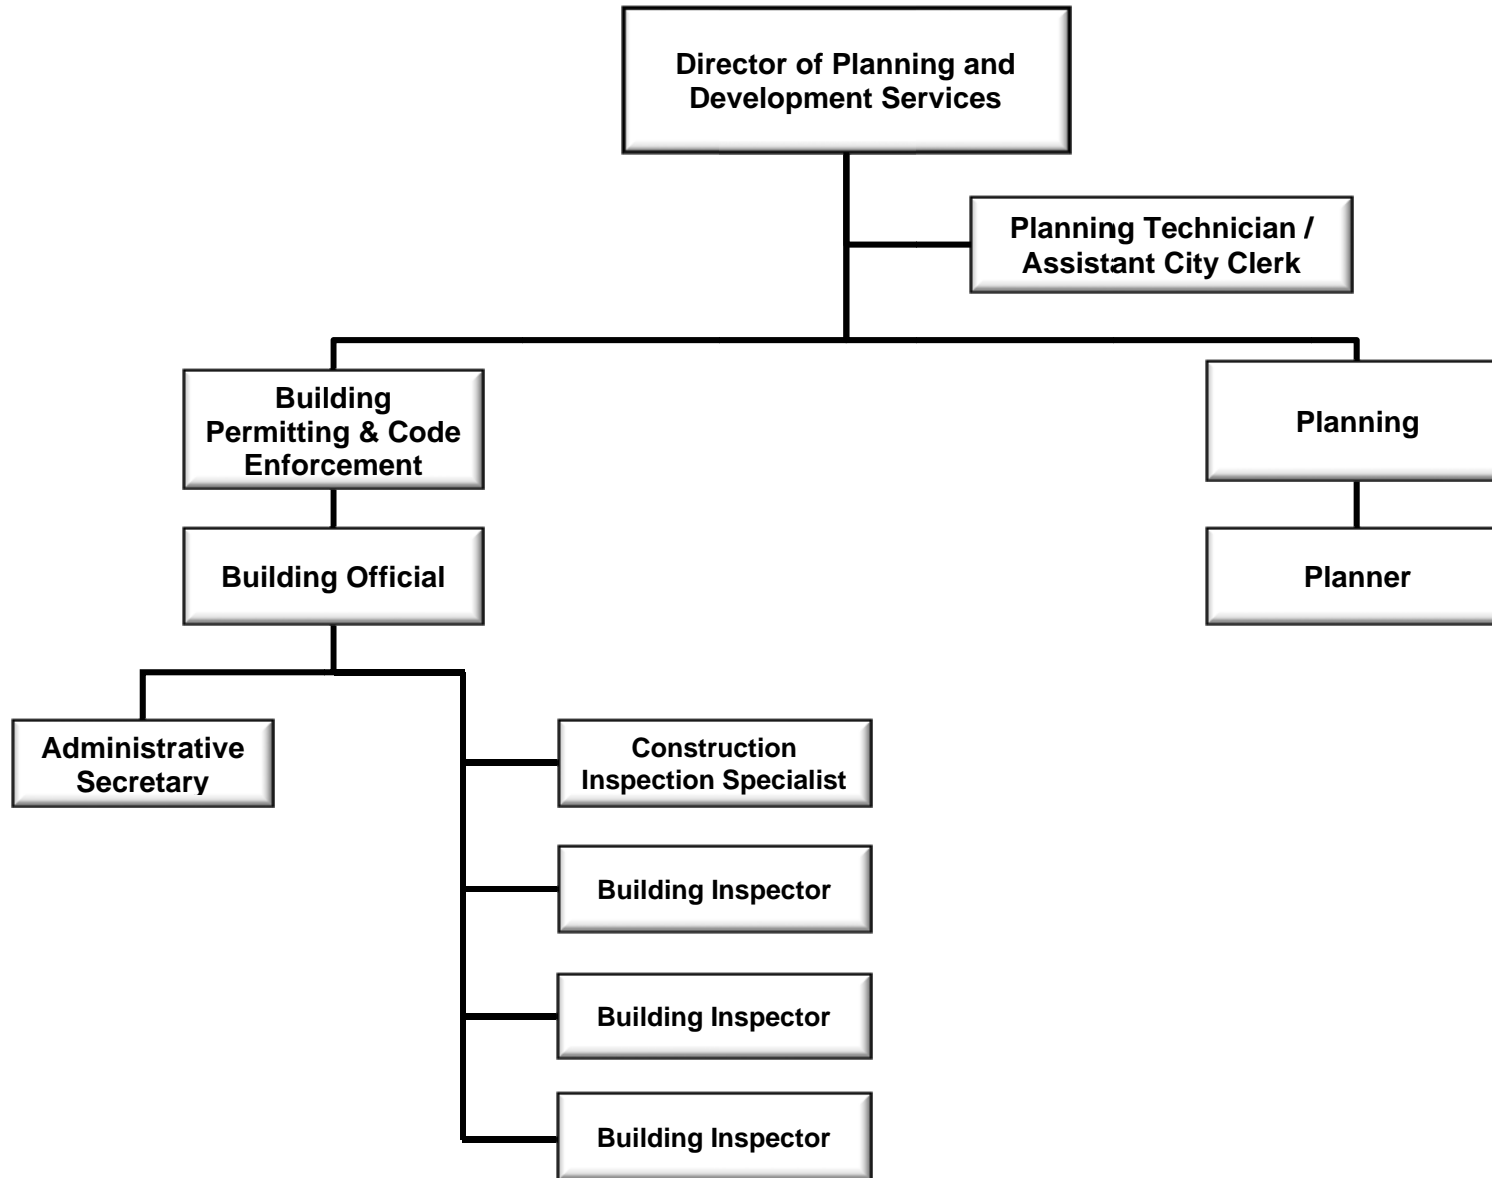 Director of Planning and
Development Services
Planning Technician /
Assistant City Clerk
Building
Permitting & Code
Enforcement
Planning
Building Official
Planner
Administrative
Secretary
Construction
Inspection Specialist
Building Inspector
Building Inspector
Building Inspector